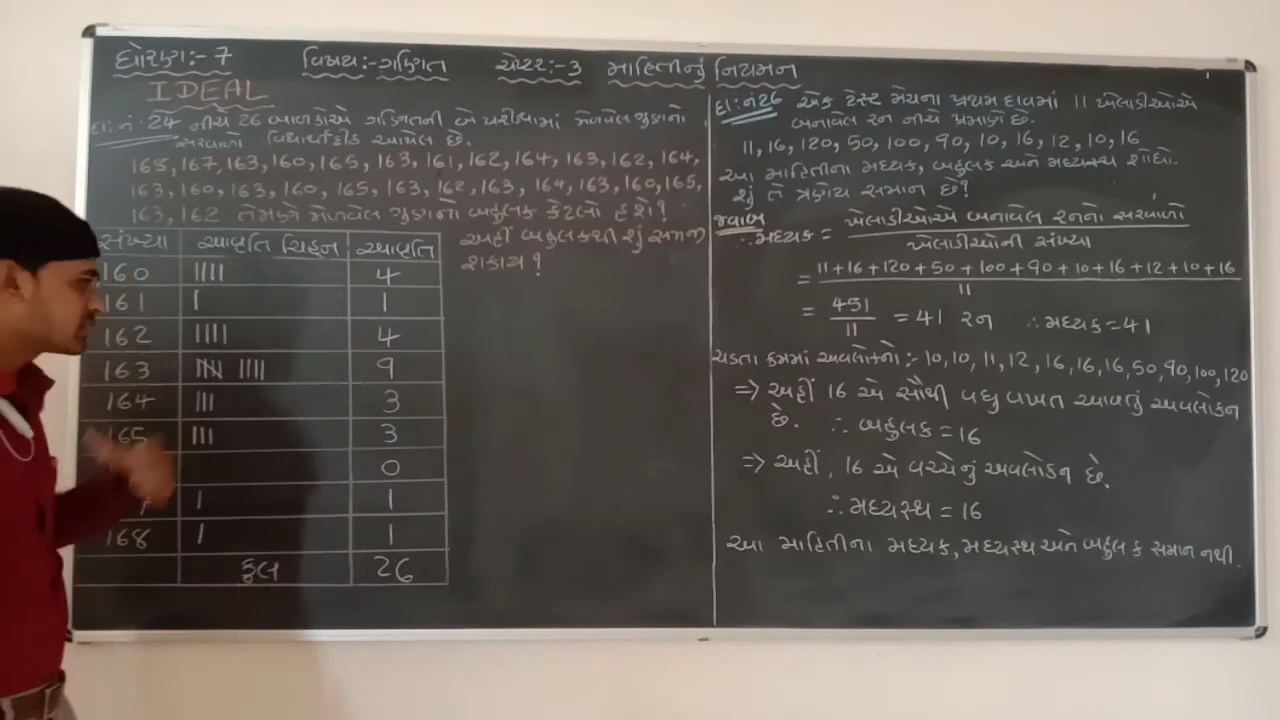 ધોરણ:- 7 વિષય:- ગણિત ચેપ્ટર:-3 માહિતીનું નિયમન
IDEAL
દા.નં. 24 નીચે 26 બાળકોએ ગણિતની બે પરીક્ષામાં મેળવેલ ગુણનો
સરવાળો વિદ્યાર્થીદીઠ આપેલ છે.
168, 167, 163, 160, 165, 163, 161, 162, 164, 163, 162, 164,
163, 160, 163, 160, 165, 163, 162, 163, 164, 163, 160, 165,
163, 162 તેમણે મેળવેલ ગુણનો બહુલક કેટલો હશે?
અહીં બહુલકથી શું સમજી
શકાય?
સંખ્યા આવૃત્તિ ચિહ્ન આવૃત્તિ
160 |||| 4
161 | 1
162 |||| 4
163 |||| |||| 9
164 ||| 3
165 ||| 3
0
| 1
168 | 1
કુલ 26
દા.નં 26 એક ટેસ્ટ મેચના પ્રથમ દાવમાં 11 ખેલાડીઓએ
બનાવેલ રન નીચે પ્રમાણે છે.
11, 16, 120, 50, 100, 90, 10, 16, 12, 10, 16
આ માહિતીના મધ્યક, બહુલક અને મધ્યસ્થ શોધો.
શું તે ત્રણેય સમાન છે?
જવાબ
∴ મધ્યક = ખેલાડીઓએ બનાવેલ રનનો સરવાળો
ખેલાડીઓની સંખ્યા
= 11+16+120+50+100+90+10+16+12+10+16
11
= 451/11 = 41 રન ∴ મધ્યક = 41
ચડતા ક્રમમાં અવલોકનો :- 10, 10, 11, 12, 16, 16, 16, 50, 90, 100, 120
⇒ અહીં 16 એ સૌથી વધુ વખત આવતું અવલોકન
છે. ∴ બહુલક = 16
⇒ અહીં, 16 એ વચ્ચેનું અવલોકન છે.
∴ મધ્યસ્થ = 16
આ માહિતીના મધ્યક, મધ્યસ્થ અને બહુલક સમાન નથી.